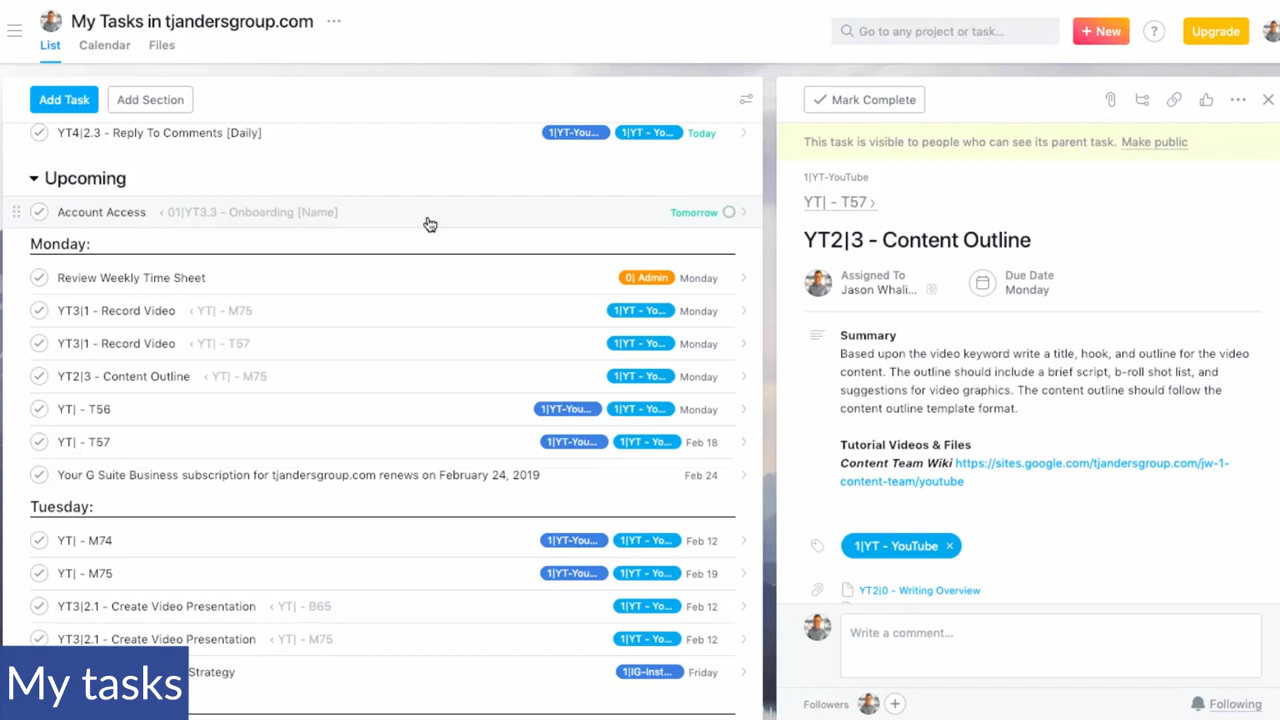 My Tasks in tjandersgroup.com ...
List Calendar Files
Go to any project or task...
+ New
?
Upgrade
Add Task Add Section
YT4|2.3 - Reply To Comments [Daily] 1|YT-You... 1|YT - Yo... Today
Upcoming
Account Access ‹ 01|YT3.3 - Onboarding [Name] Tomorrow
Monday:
Review Weekly Time Sheet 0| Admin Monday
YT3|1 - Record Video ‹ YT| - M75 1|YT - Yo... Monday
YT3|1 - Record Video ‹ YT| - T57 1|YT - Yo... Monday
YT2|3 - Content Outline ‹ YT| - M75 1|YT - Yo... Monday
YT| - T56 1|YT-You... 1|YT - Yo... Monday
YT| - T57 1|YT-You... 1|YT - Yo... Feb 18
Your G Suite Business subscription for tjandersgroup.com renews on February 24, 2019 Feb 24
Tuesday:
YT| - M74 1|YT-You... 1|YT - Yo... Feb 12
YT| - M75 1|YT-You... 1|YT - Yo... Feb 19
YT3|2.1 - Create Video Presentation ‹ YT| - B65 1|YT - Yo... Feb 12
YT3|2.1 - Create Video Presentation ‹ YT| - M75 1|YT - Yo... Feb 12
Strategy 1|IG-Inst... Friday
My tasks
Mark Complete
This task is visible to people who can see its parent task. Make public
1|YT-YouTube
YT| - T57 ›
YT2|3 - Content Outline
Assigned To
Jason Whali...
Due Date
Monday
Summary
Based upon the video keyword write a title, hook, and outline for the video
content. The outline should include a brief script, b-roll shot list, and
suggestions for video graphics. The content outline should follow the
content outline template format.
Tutorial Videos & Files
Content Team Wiki https://sites.google.com/tjandersgroup.com/jw-1-
content-team/youtube
1|YT - YouTube ×
YT2|0 - Writing Overview
Write a comment...
Followers
Following